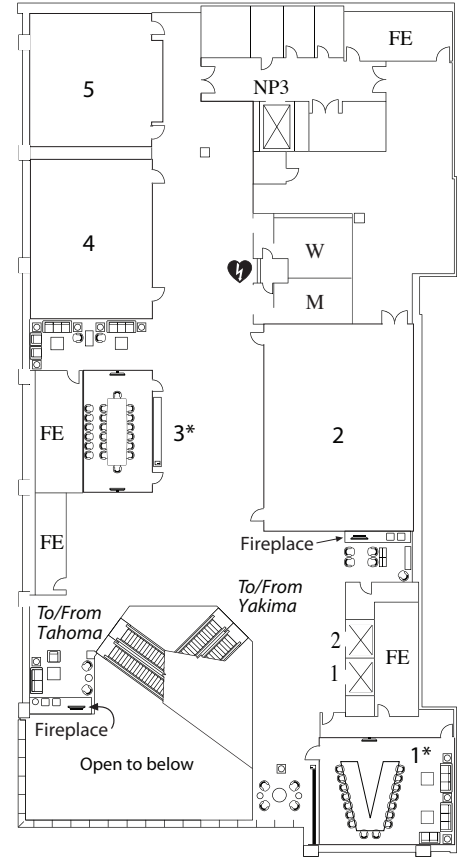 FE
5
NP3
4
W
M
FE
3*
2
Fireplace
FE
To/From
Yakima
To/From
Tahoma
2
1
FE
Fireplace
Open to below
1*